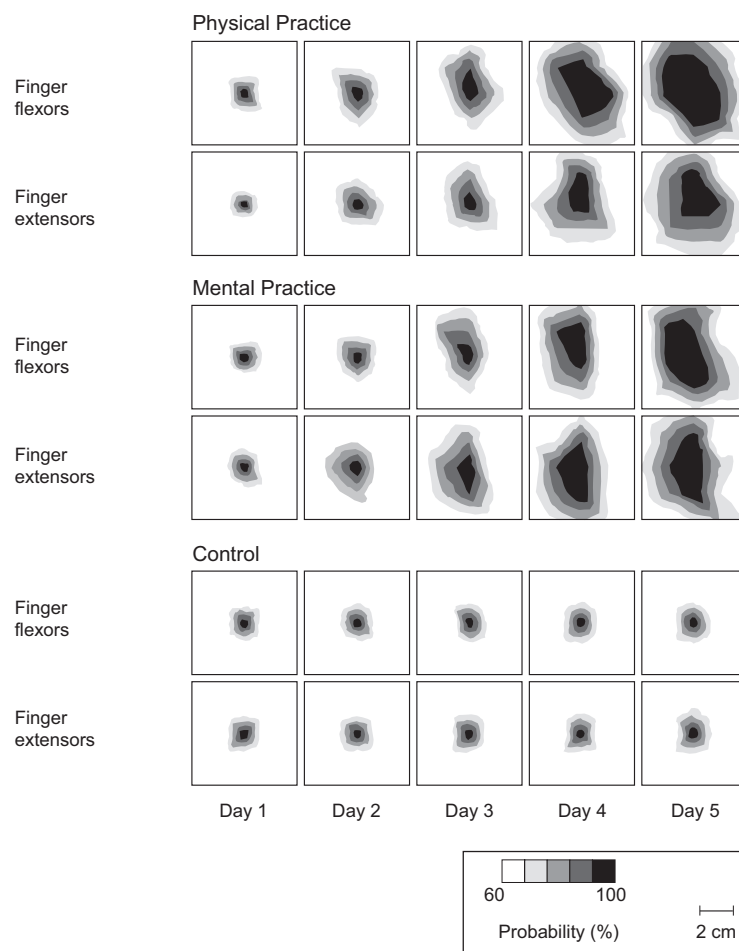 Physical Practice
Finger
flexors
Finger
extensors
Mental Practice
Finger
flexors
Finger
extensors
Control
Finger
flexors
Finger
extensors
Day 1 Day 2 Day 3 Day 4 Day 5
60 100
Probability (%)
2 cm